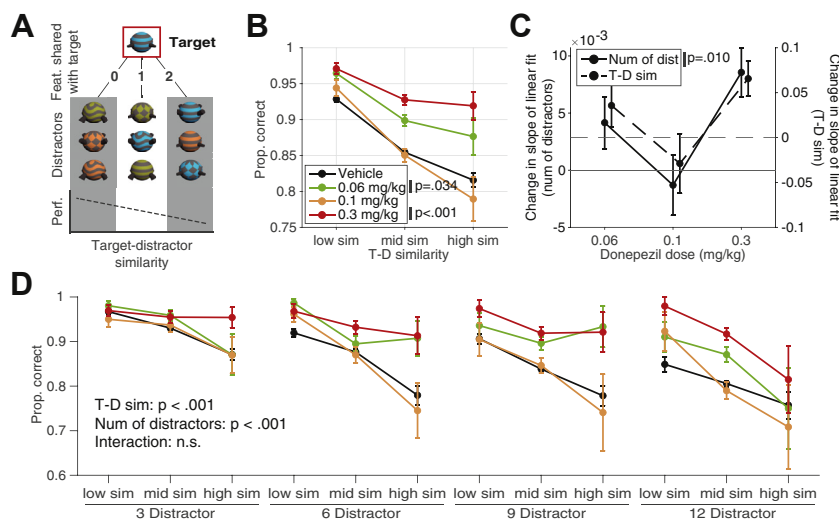 A
Target
Feat. shared
with target
0 1 2
Distractors
Perf.
Target-distractor
similarity
B
Prop. correct
1
0.95
0.9
0.85
0.8
0.75
Vehicle
0.06 mg/kg
p=.034
0.1 mg/kg
0.3 mg/kg
p<.001
low sim mid sim high sim
T-D similarity
C
×10⁻³
Change in slope of linear fit
(num of distractors)
10
5
0
-5
Num of dist
T-D sim
p=.010
0.1
0.05
0
-0.05
-0.1
Change in slope of linear fit
(T-D sim)
0.06 0.1 0.3
Donepezil dose (mg/kg)
D
Prop. correct
1
0.9
0.8
0.7
0.6
T-D sim: p < .001
Num of distractors: p < .001
Interaction: n.s.
low sim mid sim high sim low sim mid sim high sim low sim mid sim high sim low sim mid sim high sim
3 Distractor 6 Distractor 9 Distractor 12 Distractor